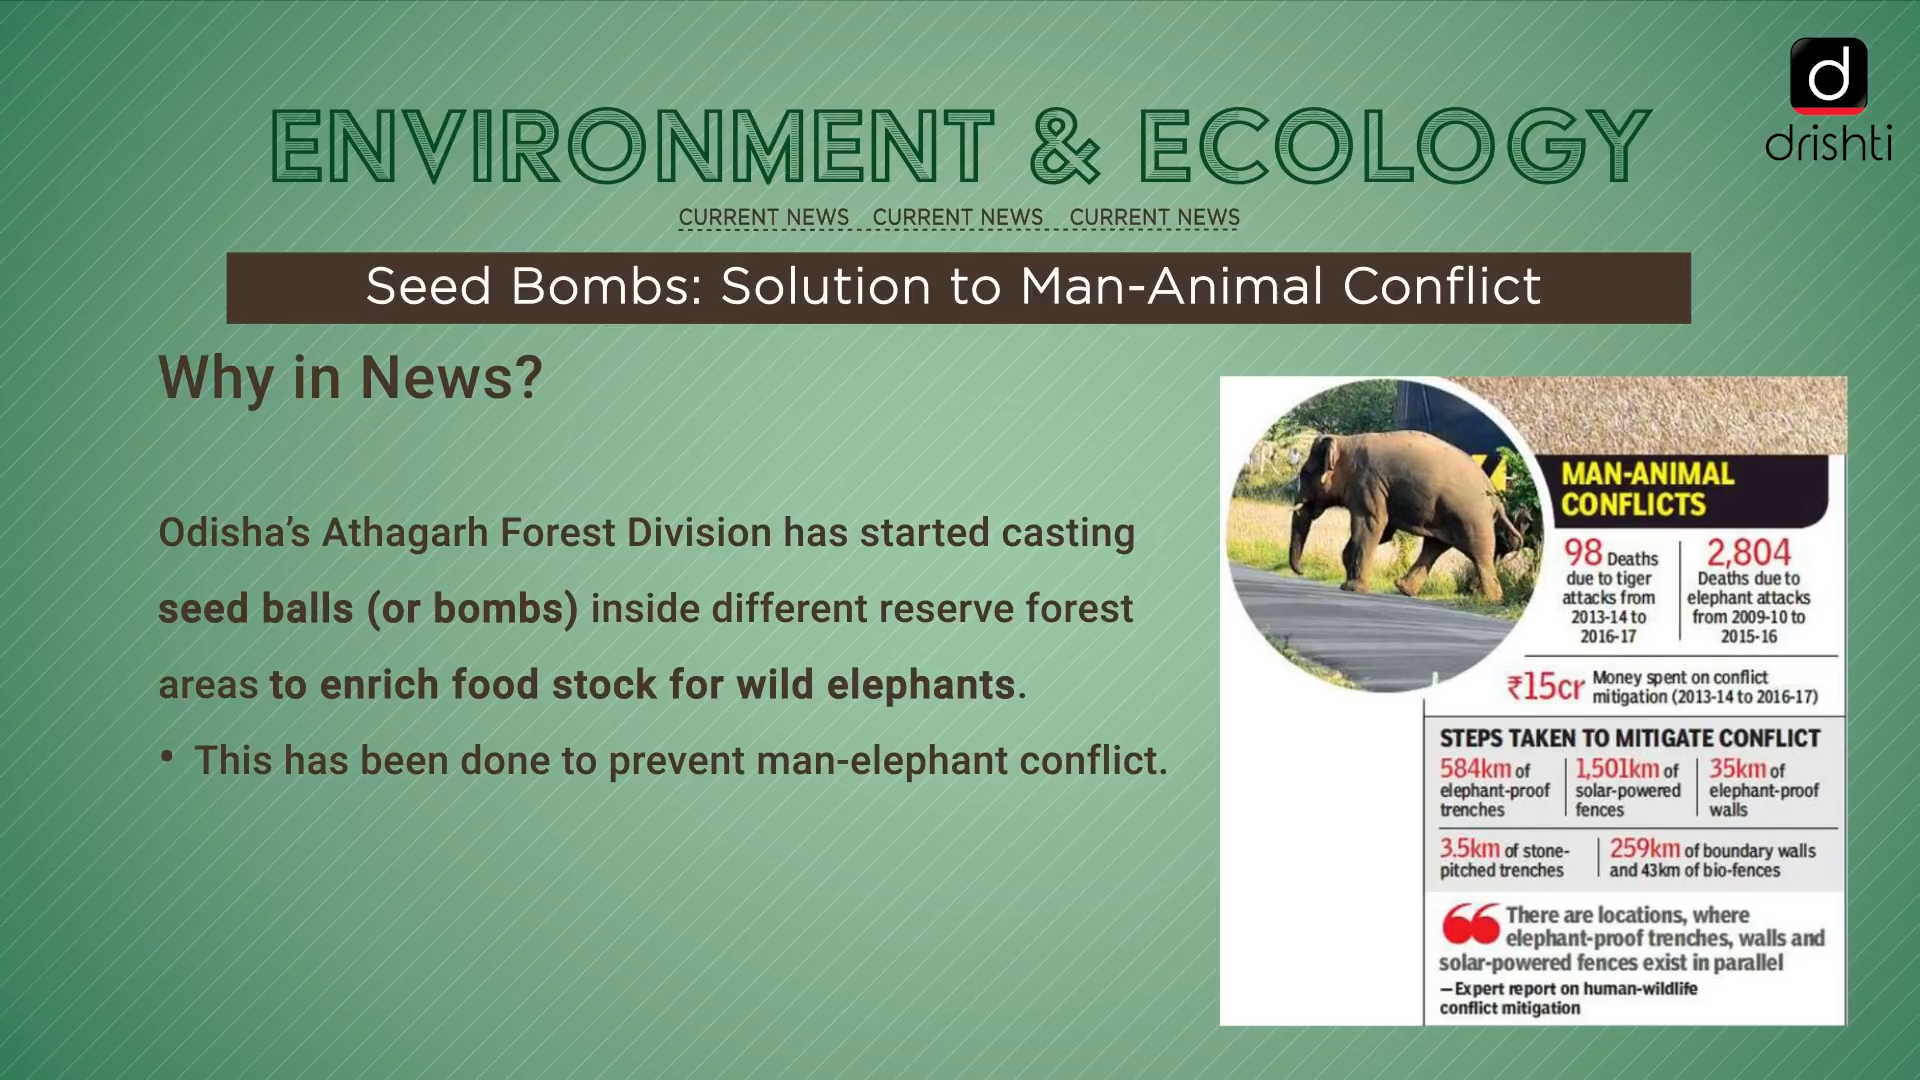 d
drishti
ENVIRONMENT & ECOLOGY
CURRENT NEWS CURRENT NEWS CURRENT NEWS
Seed Bombs: Solution to Man-Animal Conflict
Why in News?
Odisha’s Athagarh Forest Division has started casting
seed balls (or bombs) inside different reserve forest
areas to enrich food stock for wild elephants.
• This has been done to prevent man-elephant conflict.
MAN-ANIMAL
CONFLICTS
98 Deaths
due to tiger
attacks from
2013-14 to
2016-17
2,804
Deaths due to
elephant attacks
from 2009-10 to
2015-16
₹15cr Money spent on conflict
mitigation (2013-14 to 2016-17)
STEPS TAKEN TO MITIGATE CONFLICT
584km of
elephant-proof
trenches
1,501km of
solar-powered
fences
35km of
elephant-proof
walls
3.5km of stone-
pitched trenches
259km of boundary walls
and 43km of bio-fences
“There are locations, where
elephant-proof trenches, walls and
solar-powered fences exist in parallel
— Expert report on human-wildlife
conflict mitigation